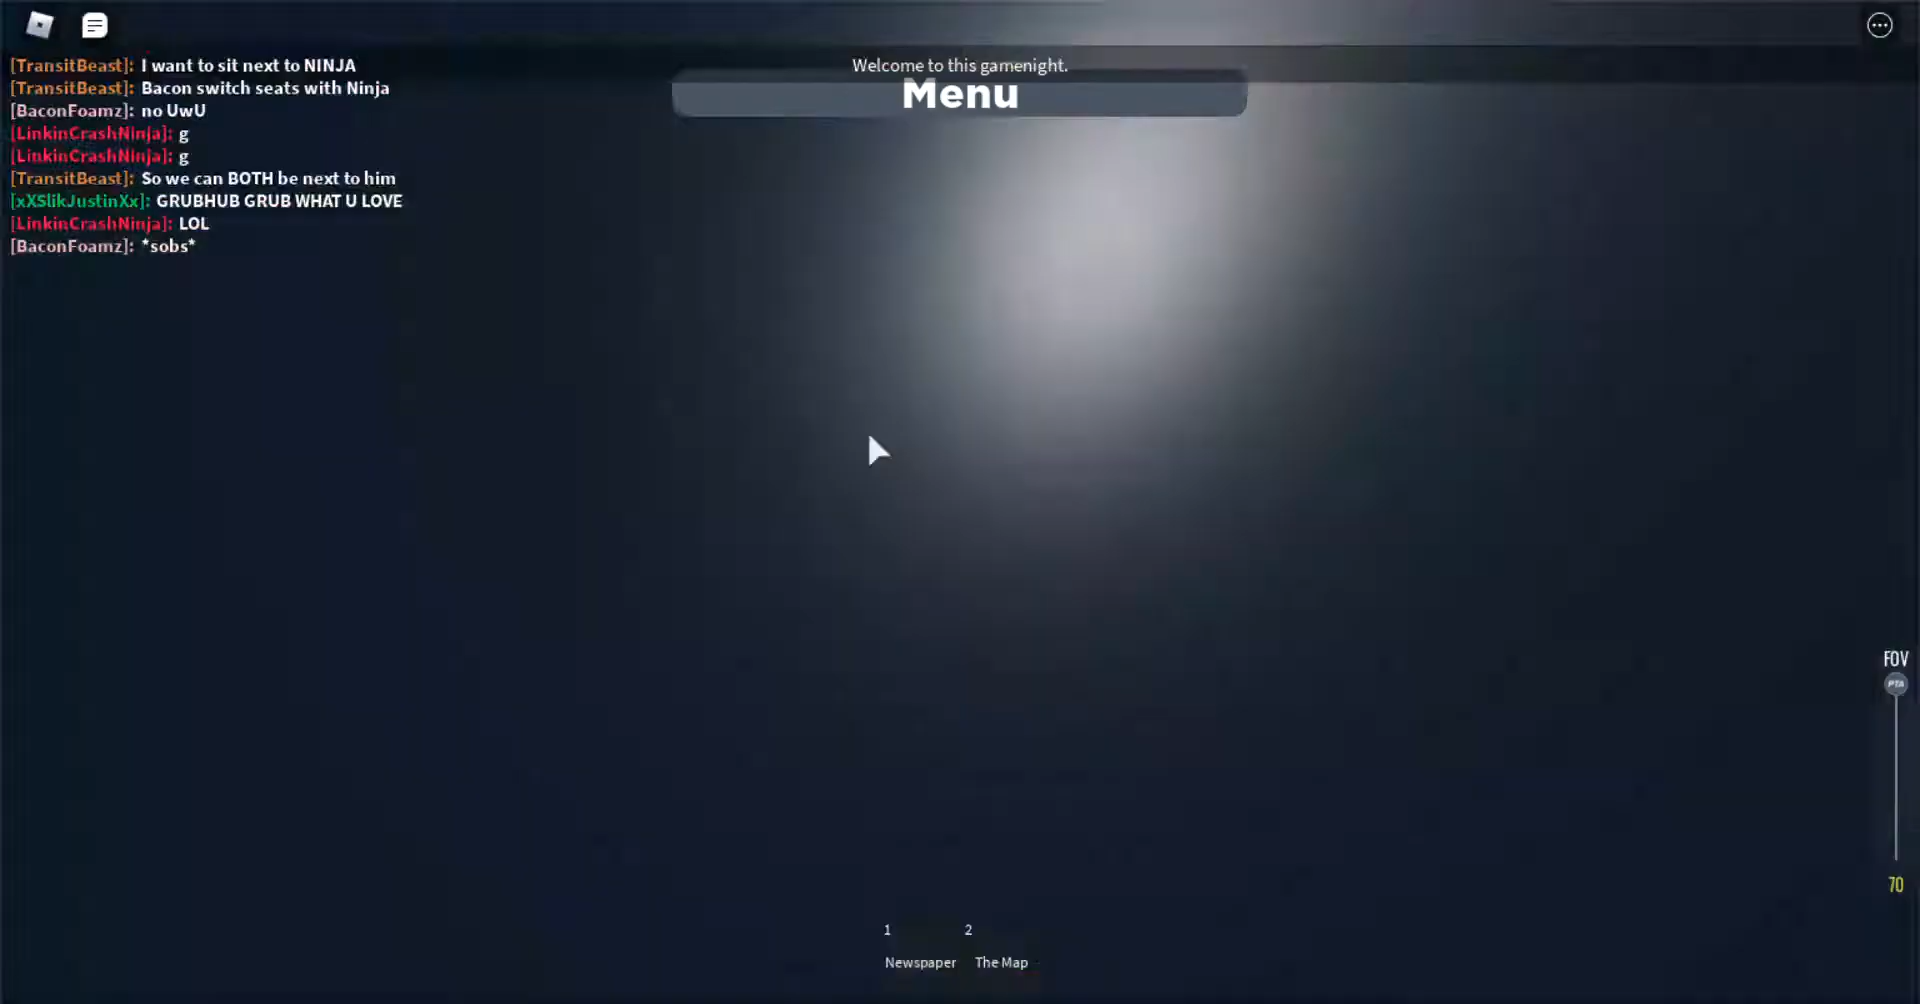 [TransitBeast]: I want to sit next to NINJA
[TransitBeast]: Bacon switch seats with Ninja
[BaconFoamz]: no UwU
[LinkinCrashNinja]: g
[LinkinCrashNinja]: g
[TransitBeast]: So we can BOTH be next to him
[xXSlikJustinXx]: GRUBHUB GRUB WHAT U LOVE
[LinkinCrashNinja]: LOL
[BaconFoamz]: *sobs*
Welcome to this gamenight.
Menu
FOV
PTA
70
1 2
Newspaper The Map